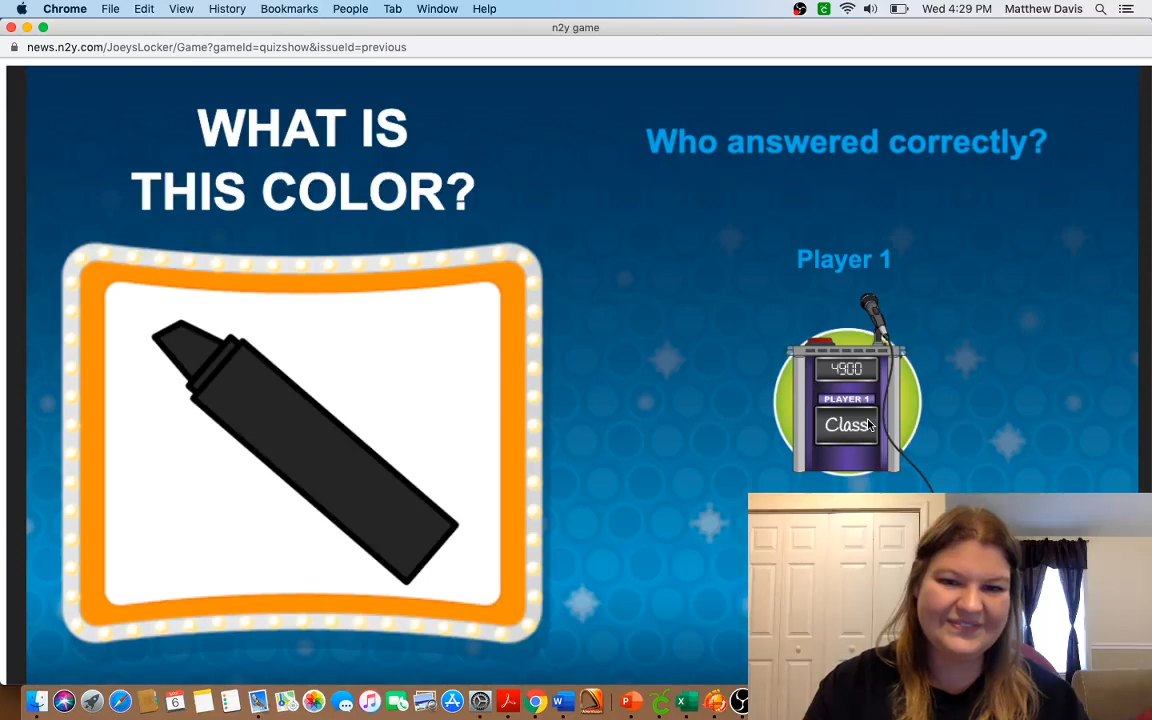 Chrome File Edit View History Bookmarks People Tab Window Help Wed 4:29 PM Matthew Davis
n2y game
news.n2y.com/JoeysLocker/Game?gameId=quizshow&issueId=previous
WHAT IS
THIS COLOR?
Who answered correctly?
Player 1
4900
PLAYER 1
Class